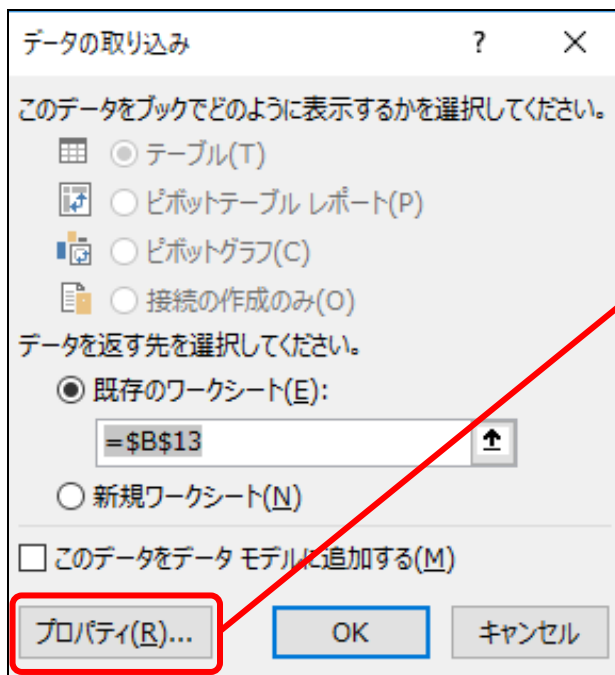 データの取り込み ?
このデータをブックでどのように表示するかを選択してください。
テーブル(T)
ピボットテーブル レポート(P)
ピボットグラフ(C)
接続の作成のみ(O)
データを返す先を選択してください。
既存のワークシート(E):
=$B$13
新規ワークシート(N)
このデータをデータ モデルに追加する(M)
プロパティ(R)... OK キャンセル